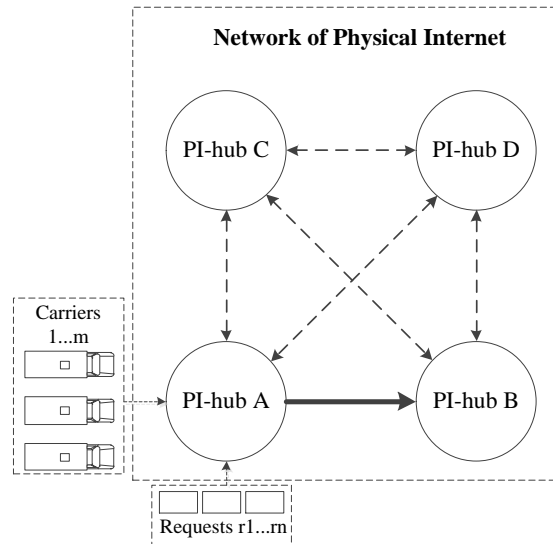 Network of Physical Internet
PI-hub C
PI-hub D
Carriers
1...m
PI-hub A
PI-hub B
Requests r1...rn